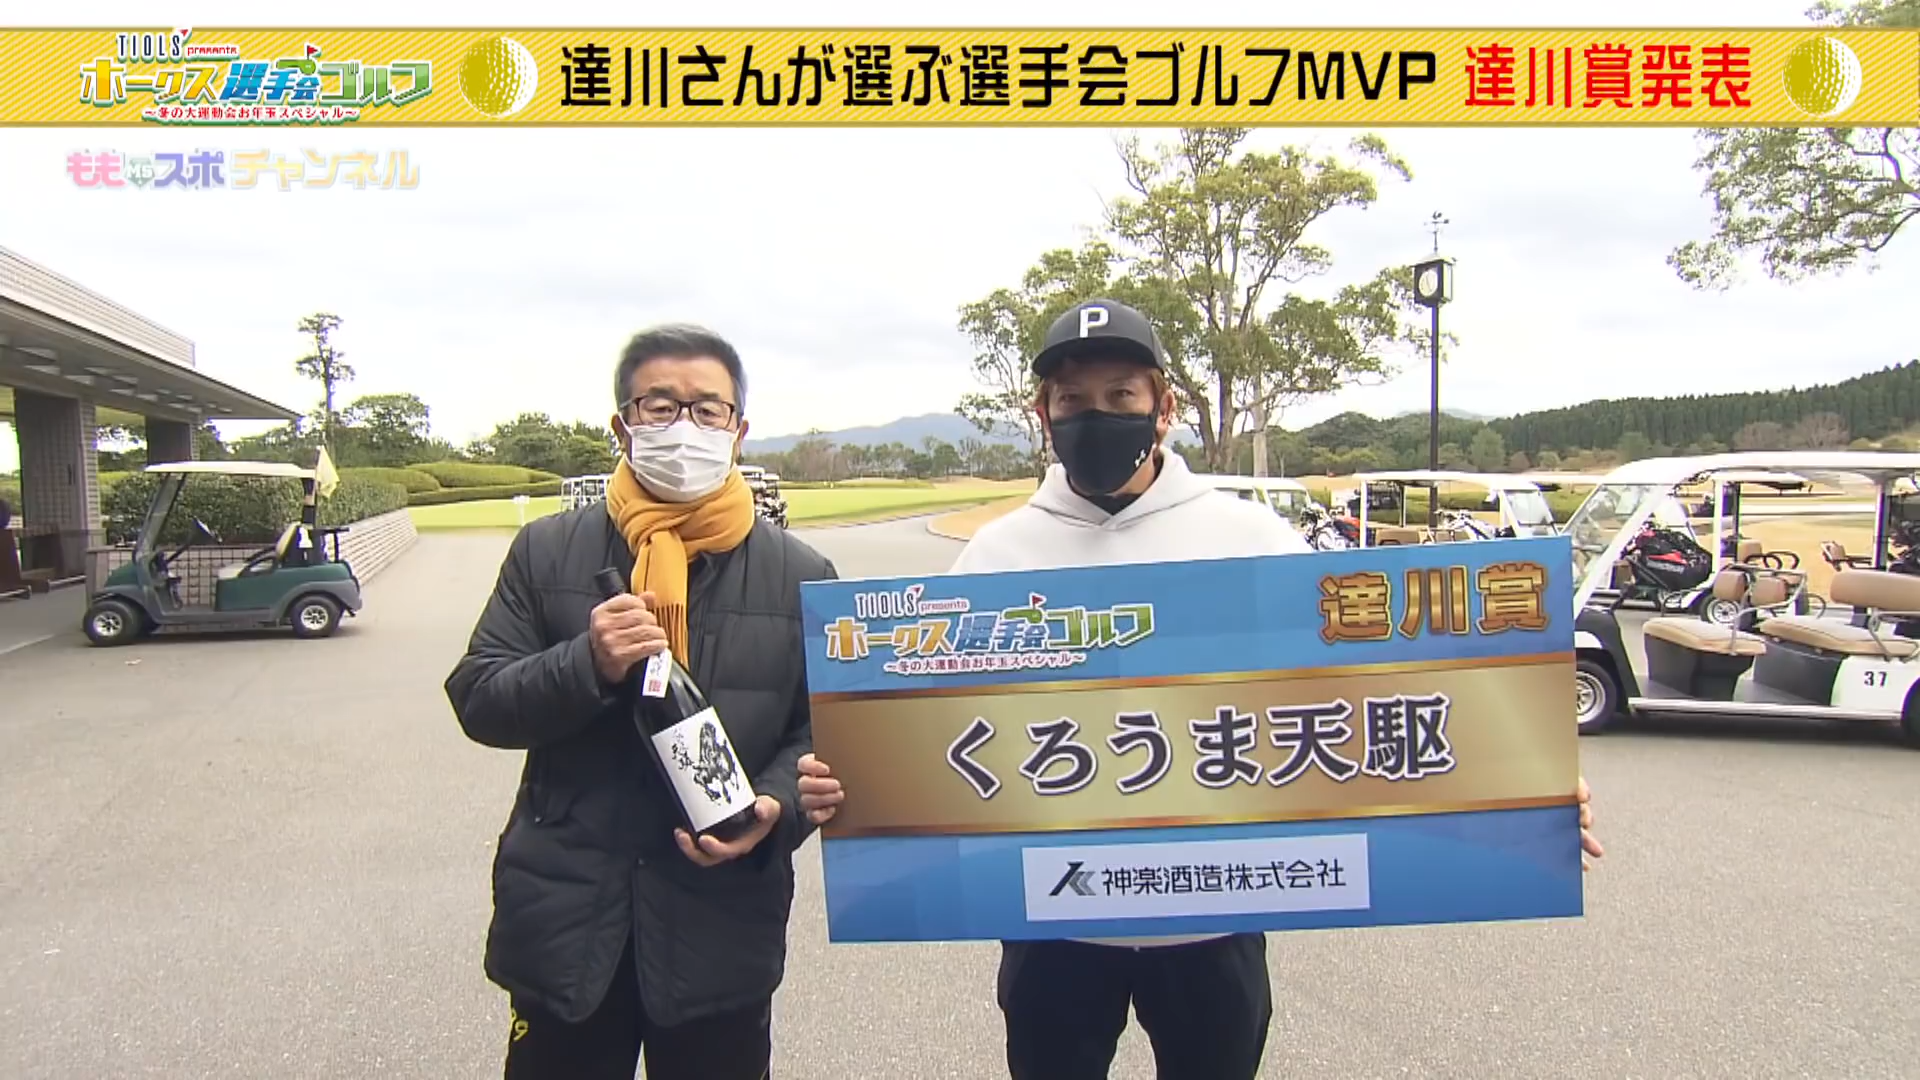 TIOLS presents
ホークス選手会ゴルフ
～冬の大運動会お年玉スペシャル～
達川さんが選ぶ選手会ゴルフMVP 達川賞発表
ももスポチャンネル
MS
P
37
TIOLS presents
ホークス選手会ゴルフ
～冬の大運動会お年玉スペシャル～
達川賞
くろうま天駆
神楽酒造株式会社
99